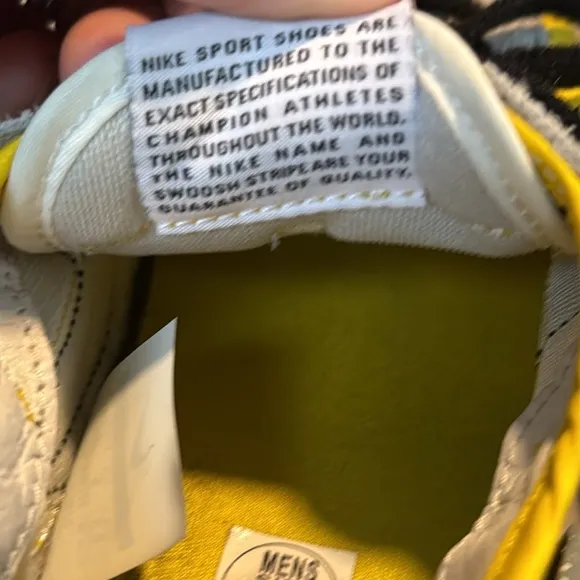 NIKE SPORT SHOES ARE
MANUFACTURED TO THE
EXACT SPECIFICATIONS OF
CHAMPION ATHLETES
THROUGHOUT THE WORLD.
THE NIKE NAME AND
SWOOSH STRIPE ARE YOUR
GUARANTEE OF QUALITY.
MENS